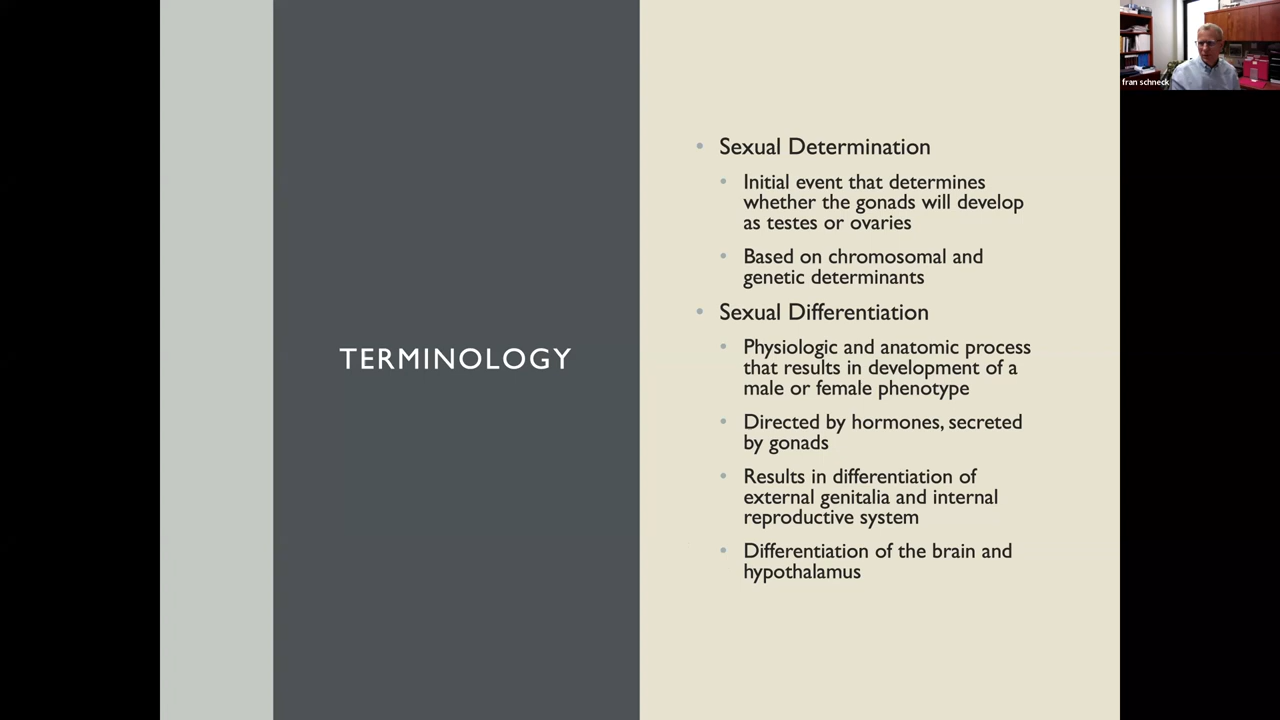 TERMINOLOGY
• Sexual Determination
• Initial event that determines
whether the gonads will develop
as testes or ovaries
• Based on chromosomal and
genetic determinants
• Sexual Differentiation
• Physiologic and anatomic process
that results in development of a
male or female phenotype
• Directed by hormones, secreted
by gonads
• Results in differentiation of
external genitalia and internal
reproductive system
• Differentiation of the brain and
hypothalamus
fran schneck